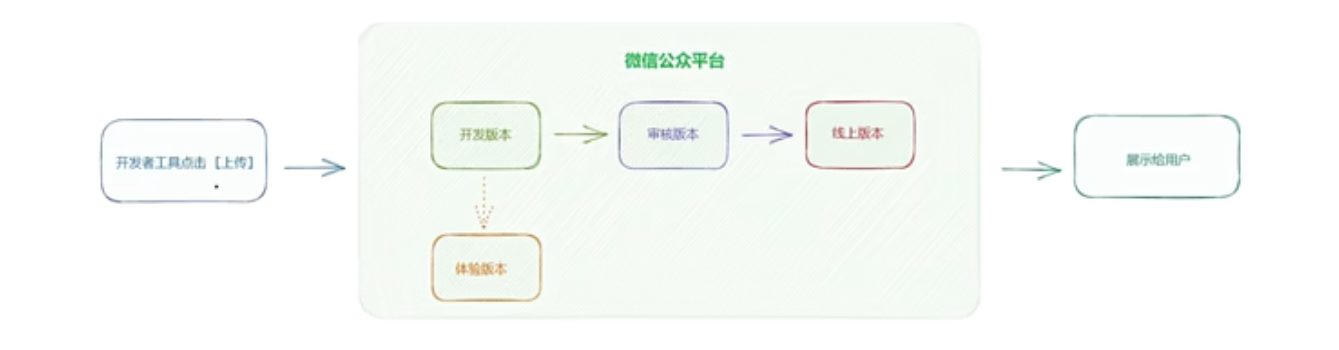 微信公众平台
开发者工具点击【上传】
开发版本
审核版本
线上版本
展示给用户
体验版本